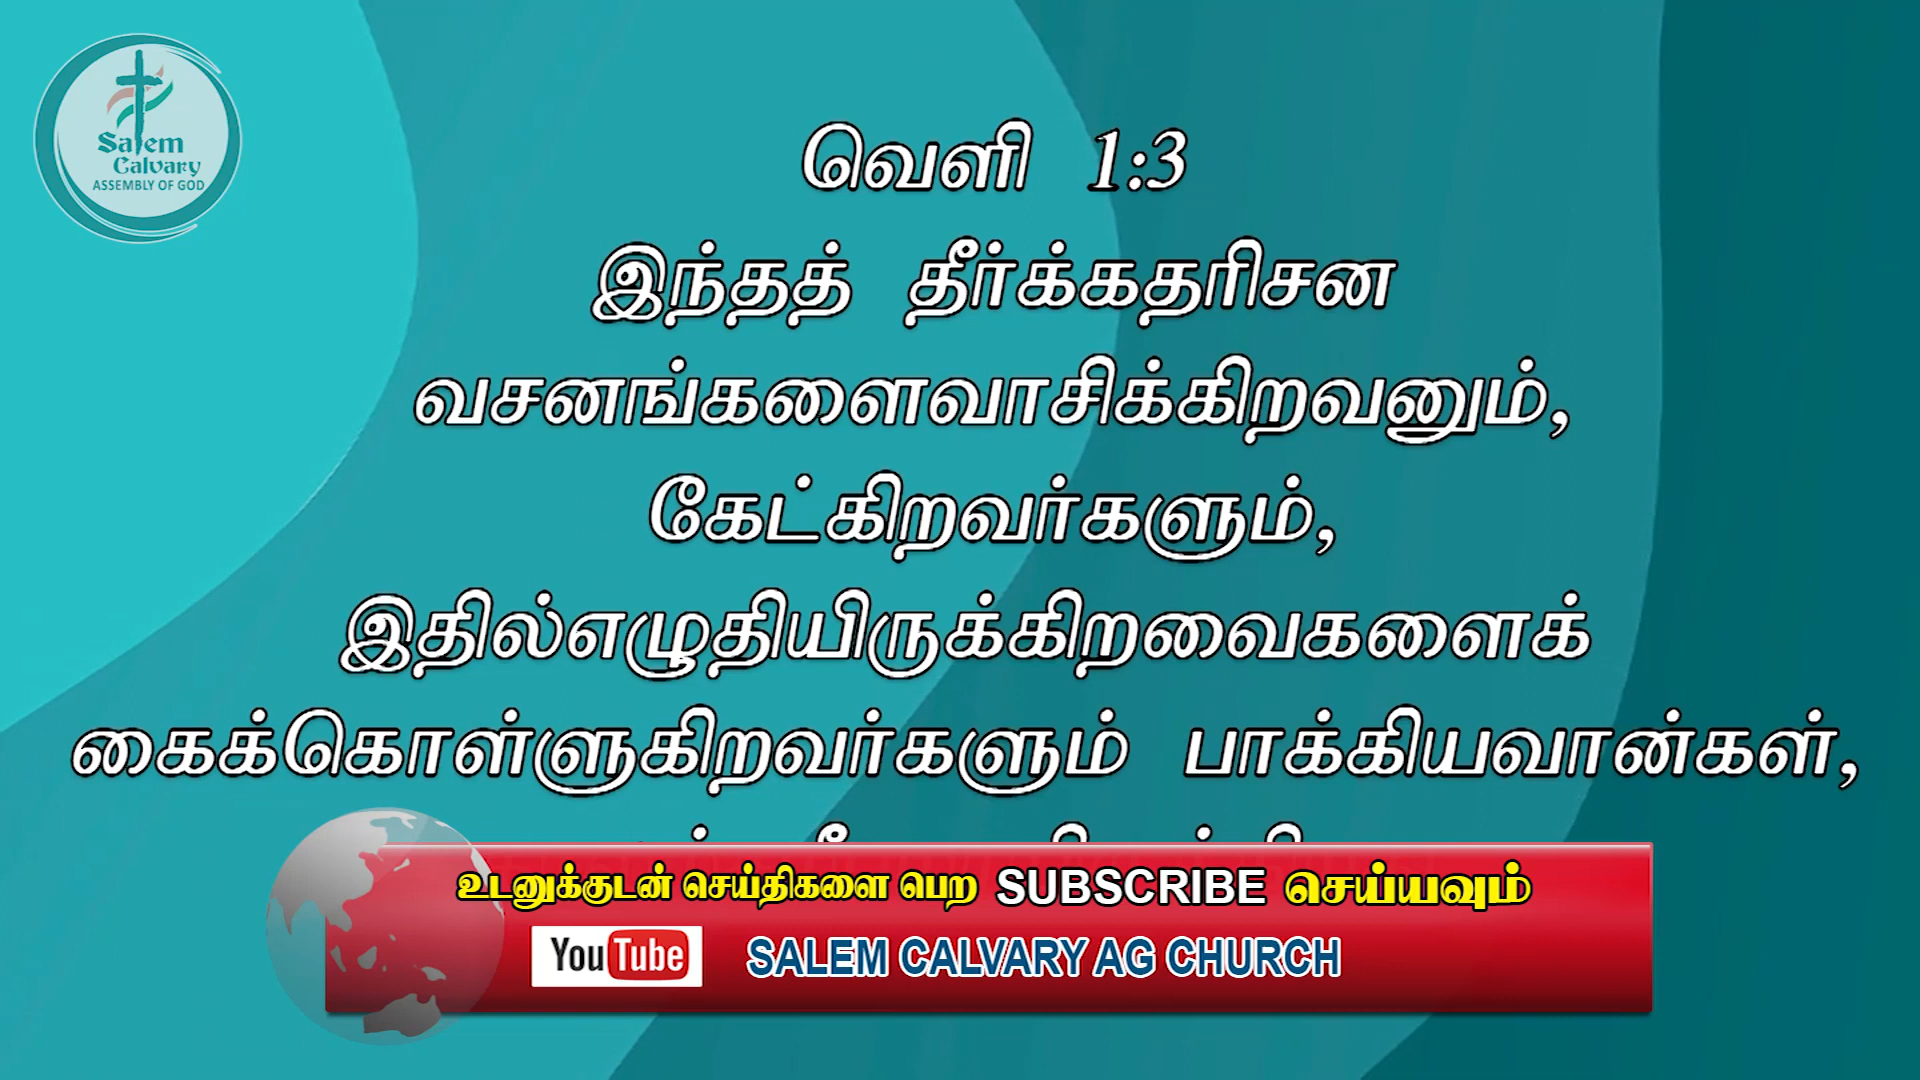 Salem
Calvary
ASSEMBLY OF GOD
வெளி 1:3
இந்தத் தீர்க்கதரிசன
வசனங்களைவாசிக்கிறவனும்,
கேட்கிறவர்களும்,
இதில்எழுதியிருக்கிறவைகளைக்
கைக்கொள்ளுகிறவர்களும் பாக்கியவான்கள்,
உடனுக்குடன் செய்திகளை பெற SUBSCRIBE செய்யவும்
YouTube SALEM CALVARY AG CHURCH